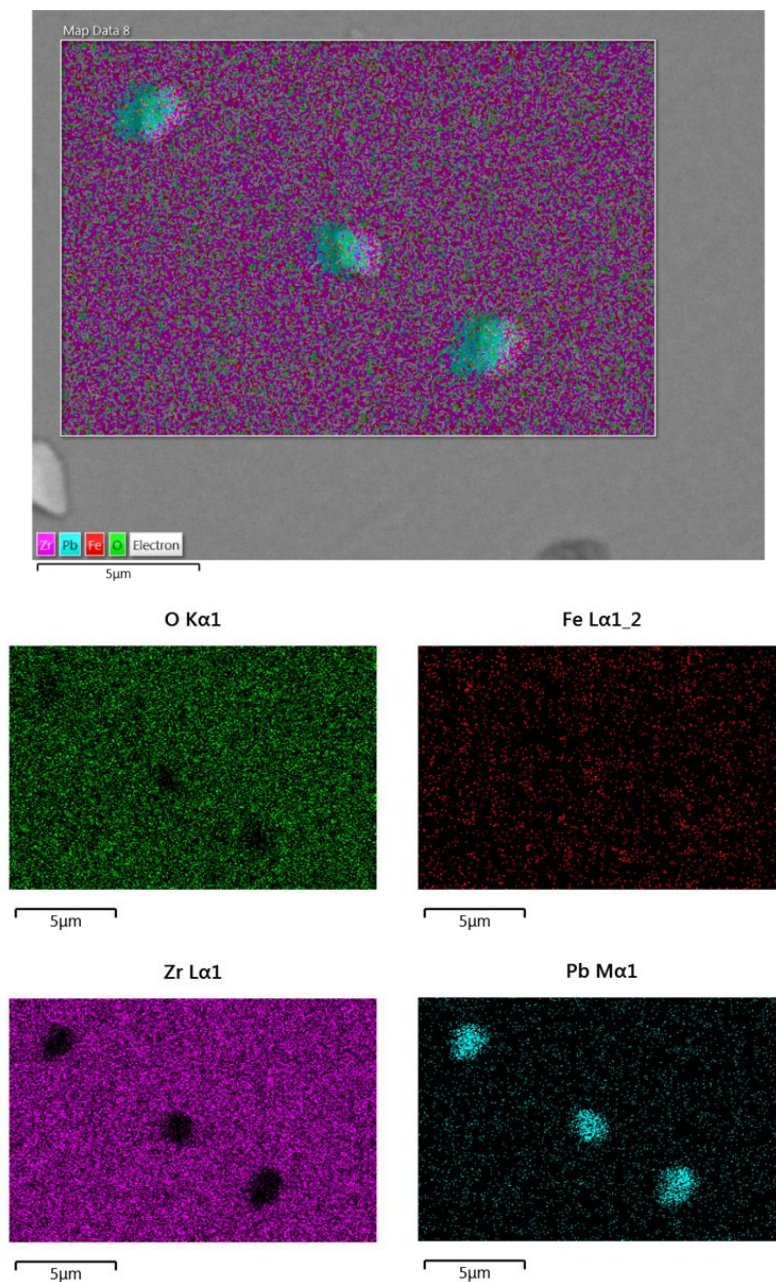 Map Data 8
Zr Pb Fe O Electron
5µm
O Kα1
Fe Lα1_2
5µm
5µm
Zr Lα1
Pb Mα1
5µm
5µm